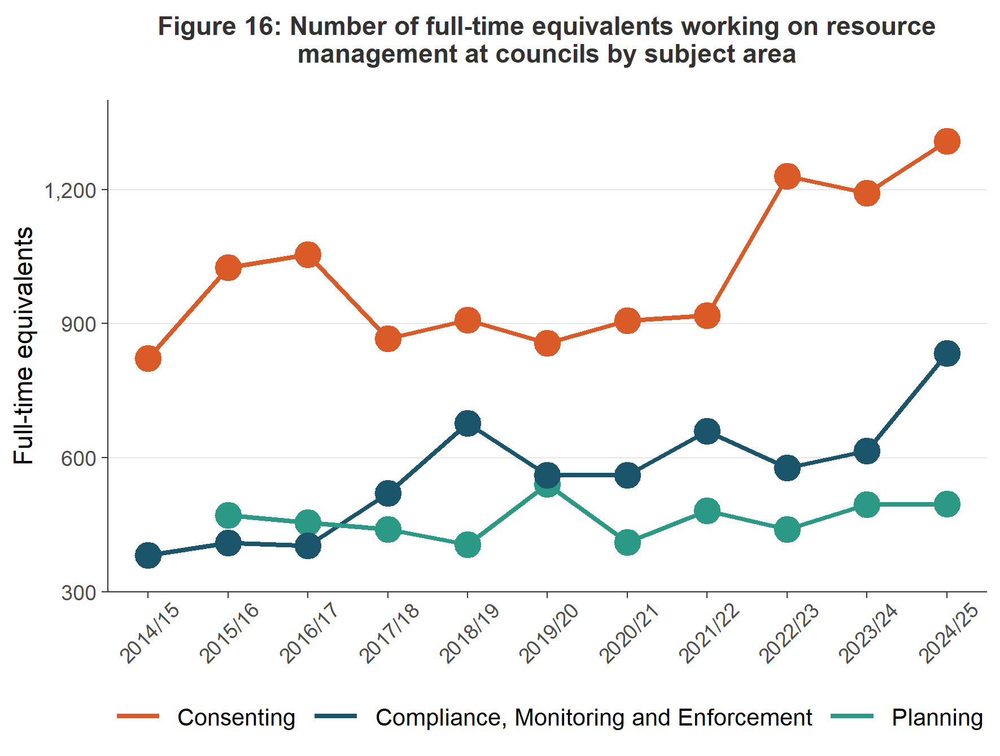 Figure 16: Number of full-time equivalents working on resource
management at councils by subject area
Full-time equivalents
1,200
900
600
300
2014/15
2015/16
2016/17
2017/18
2018/19
2019/20
2020/21
2021/22
2022/23
2023/24
2024/25
Consenting
Compliance, Monitoring and Enforcement
Planning